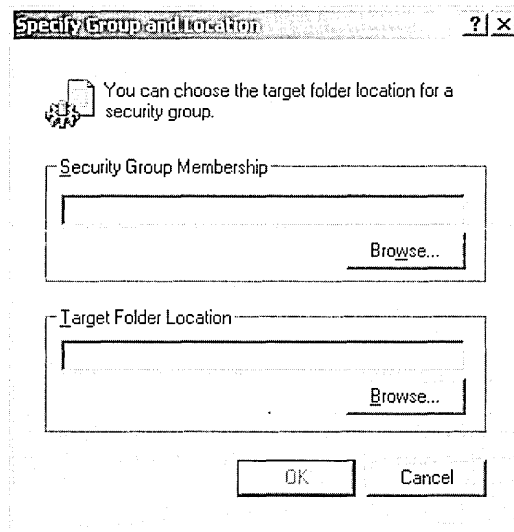 Specify Group and Location
? ×
You can choose the target folder location for a
security group.
Security Group Membership
Browse...
Target Folder Location
Browse...
OK
Cancel